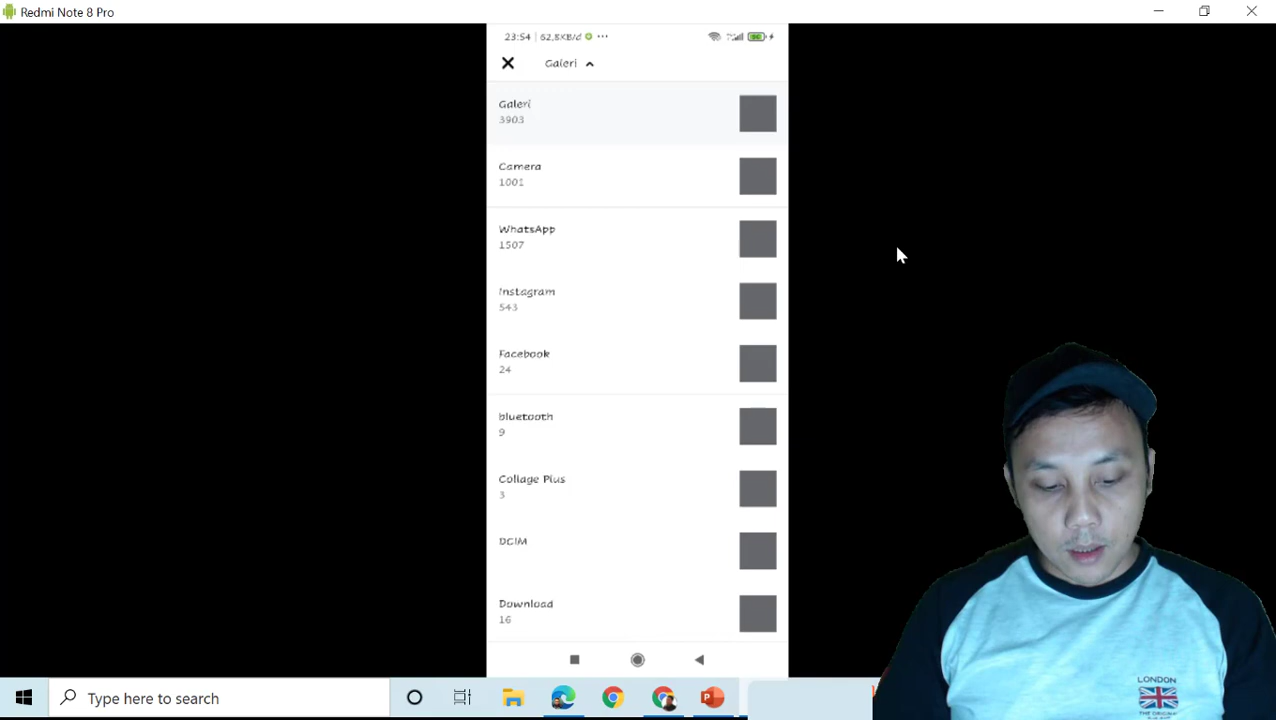 Redmi Note 8 Pro
23:54 | 62,8KB/d
Galeri
Galeri
3903
Camera
1001
WhatsApp
1507
Instagram
543
Facebook
24
bluetooth
9
Collage Plus
3
DCIM
Download
16
Type here to search
LONDON